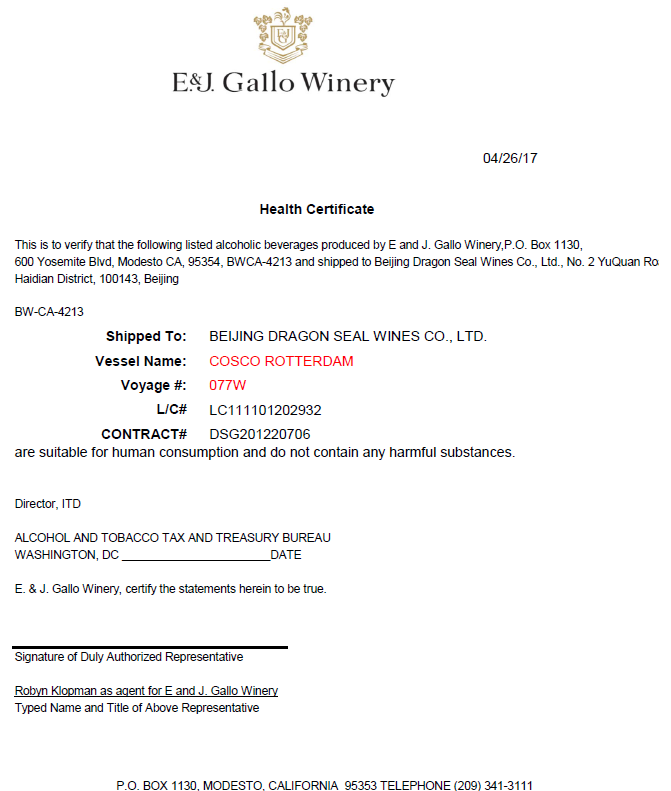 E&J
E.&J. Gallo Winery
04/26/17
Health Certificate
This is to verify that the following listed alcoholic beverages produced by E and J. Gallo Winery,P.O. Box 1130,
600 Yosemite Blvd, Modesto CA, 95354, BWCA-4213 and shipped to Beijing Dragon Seal Wines Co., Ltd., No. 2 YuQuan Ro
Haidian District, 100143, Beijing
BW-CA-4213
Shipped To: BEIJING DRAGON SEAL WINES CO., LTD.
Vessel Name: COSCO ROTTERDAM
Voyage #: 077W
L/C# LC111101202932
CONTRACT# DSG201220706
are suitable for human consumption and do not contain any harmful substances.
Director, ITD
ALCOHOL AND TOBACCO TAX AND TREASURY BUREAU
WASHINGTON, DC ______________________DATE
E. & J. Gallo Winery, certify the statements herein to be true.
Signature of Duly Authorized Representative
Robyn Klopman as agent for E and J. Gallo Winery
Typed Name and Title of Above Representative
P.O. BOX 1130, MODESTO, CALIFORNIA 95353 TELEPHONE (209) 341-3111